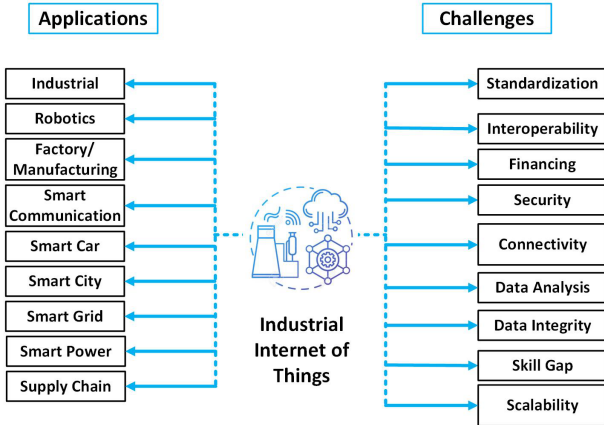 Applications
Challenges
Industrial
Robotics
Factory/
Manufacturing
Smart
Communication
Smart Car
Smart City
Smart Grid
Smart Power
Supply Chain
Industrial
Internet of
Things
Standardization
Interoperability
Financing
Security
Connectivity
Data Analysis
Data Integrity
Skill Gap
Scalability